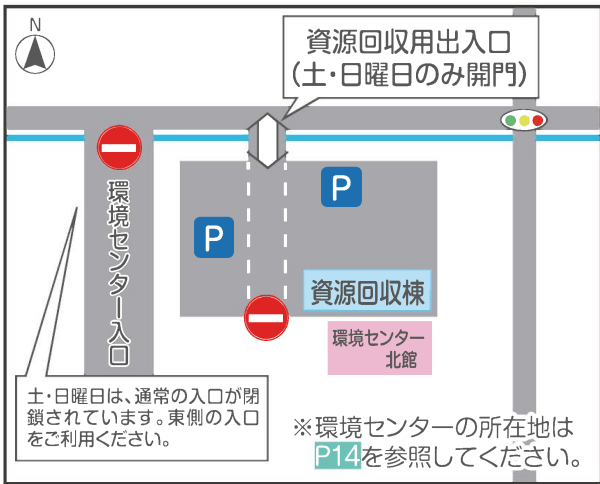 N
資源回収用出入口
(土・日曜日のみ開門)
環境センター入口
P
P
資源回収棟
環境センター
北館
土・日曜日は、通常の入口が閉
鎖されています。東側の入口
をご利用ください。
※環境センターの所在地は
P14を参照してください。